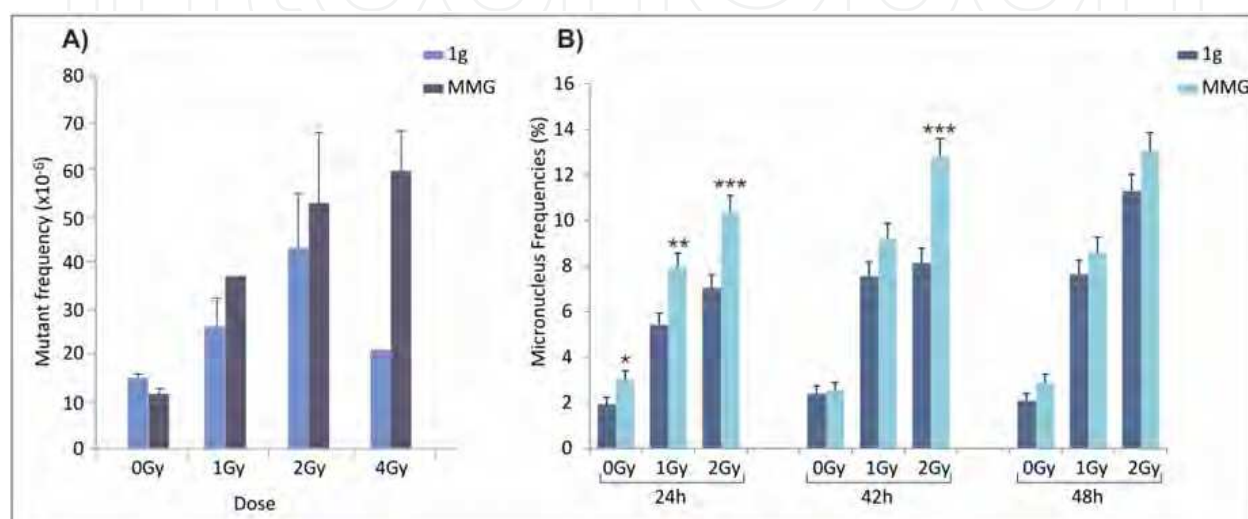 A)
1g
MMG
80
70
60
50
40
30
20
10
0
Mutant frequency (x10⁻⁶)
0Gy 1Gy 2Gy 4Gy
Dose
B)
1g
MMG
16
14
12
10
8
6
4
2
0
Micronucleus Frequencies (%)
*
**
***
***
0Gy 1Gy 2Gy 0Gy 1Gy 2Gy 0Gy 1Gy 2Gy
24h 42h 48h